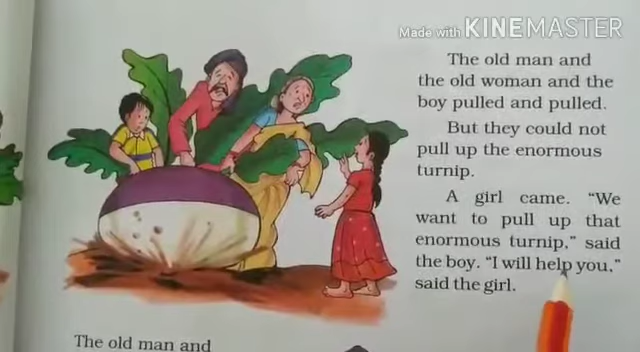 Made with KINEMASTER
The old man and
the old woman and the
boy pulled and pulled.
But they could not
pull up the enormous
turnip.
A girl came. "We
want to pull up that
enormous turnip," said
the boy. "I will help you,"
said the girl.
The old man and